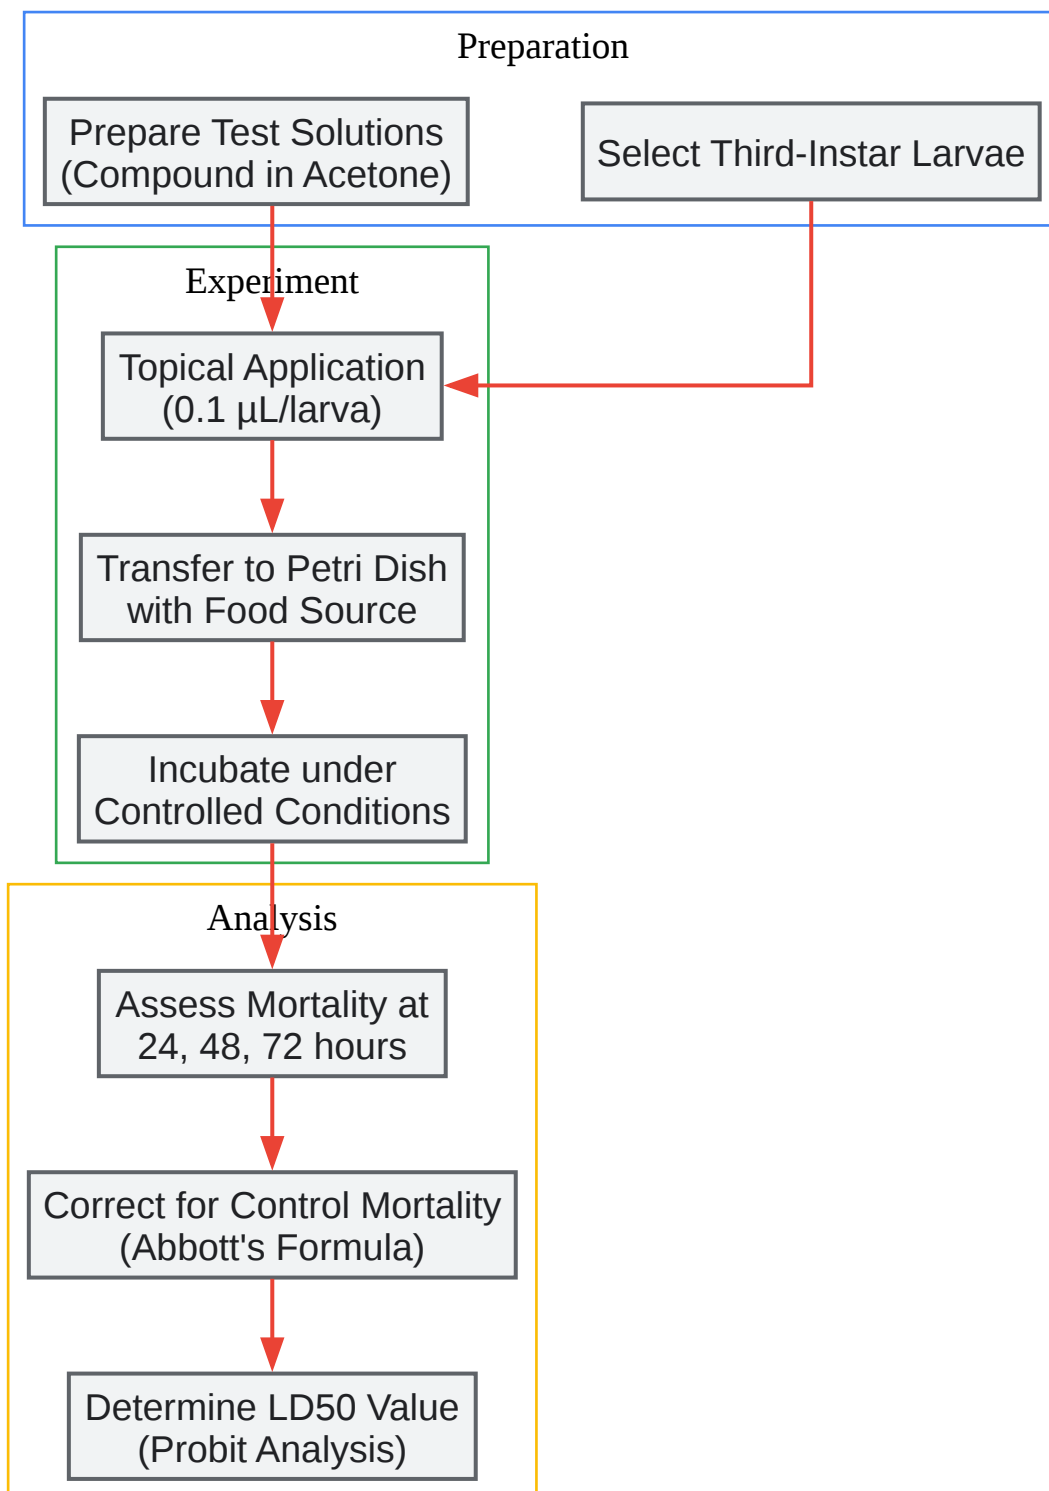 Preparation
Prepare Test Solutions
(Compound in Acetone)
Select Third-Instar Larvae
Experiment
Topical Application
(0.1 µL/larva)
Transfer to Petri Dish
with Food Source
Incubate under
Controlled Conditions
Analysis
Assess Mortality at
24, 48, 72 hours
Correct for Control Mortality
(Abbott's Formula)
Determine LD50 Value
(Probit Analysis)